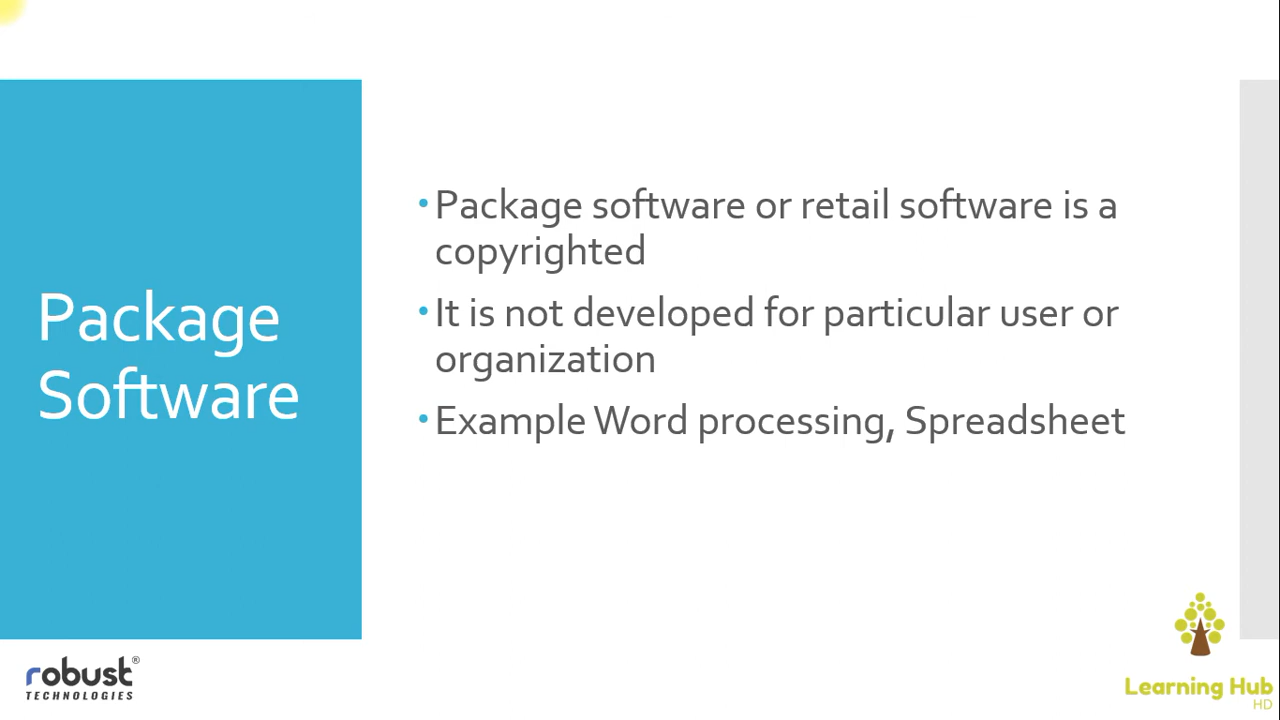 Package
Software
• Package software or retail software is a
copyrighted
• It is not developed for particular user or
organization
• Example Word processing, Spreadsheet
robust®
TECHNOLOGIES
Learning Hub
HD